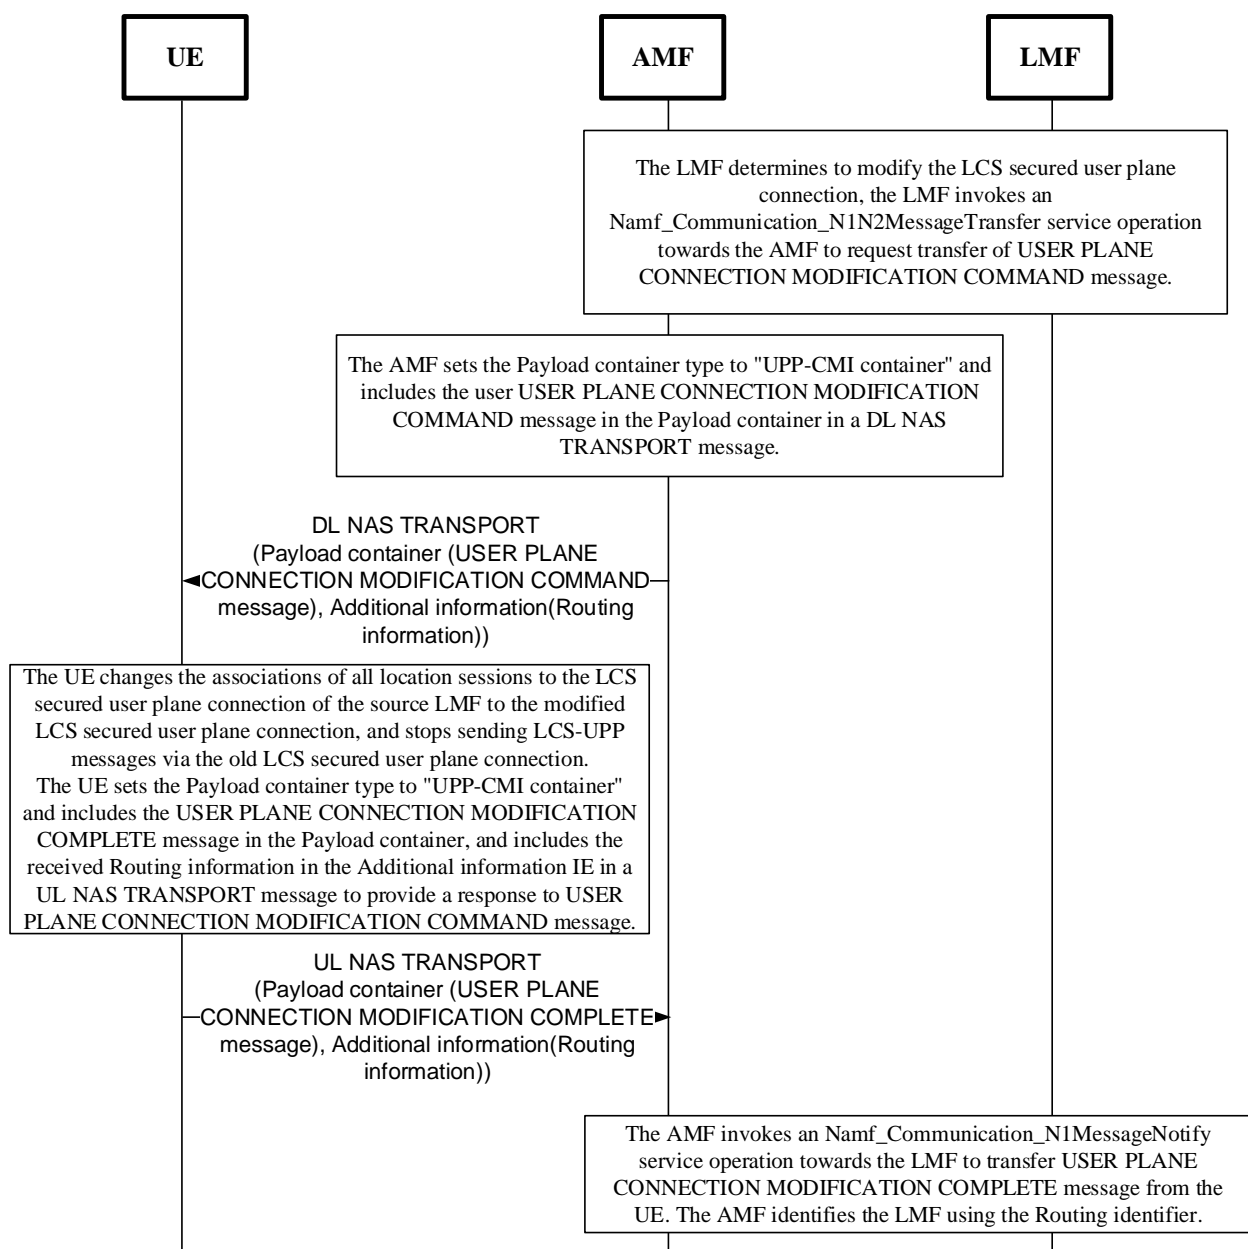 UE
AMF
LMF
The LMF determines to modify the LCS secured user plane
connection, the LMF invokes an
Namf_Communication_N1N2MessageTransfer service operation
towards the AMF to request transfer of USER PLANE
CONNECTION MODIFICATION COMMAND message.
The AMF sets the Payload container type to "UPP-CMI container" and
includes the user USER PLANE CONNECTION MODIFICATION
COMMAND message in the Payload container in a DL NAS
TRANSPORT message.
DL NAS TRANSPORT
(Payload container (USER PLANE
CONNECTION MODIFICATION COMMAND
message), Additional information(Routing
information))
The UE changes the associations of all location sessions to the LCS
secured user plane connection of the source LMF to the modified
LCS secured user plane connection, and stops sending LCS-UPP
messages via the old LCS secured user plane connection.
The UE sets the Payload container type to "UPP-CMI container"
and includes the USER PLANE CONNECTION MODIFICATION
COMPLETE message in the Payload container, and includes the
received Routing information in the Additional information IE in a
UL NAS TRANSPORT message to provide a response to USER
PLANE CONNECTION MODIFICATION COMMAND message.
UL NAS TRANSPORT
(Payload container (USER PLANE
CONNECTION MODIFICATION COMPLETE
message), Additional information(Routing
information))
The AMF invokes an Namf_Communication_N1MessageNotify
service operation towards the LMF to transfer USER PLANE
CONNECTION MODIFICATION COMPLETE message from the
UE. The AMF identifies the LMF using the Routing identifier.